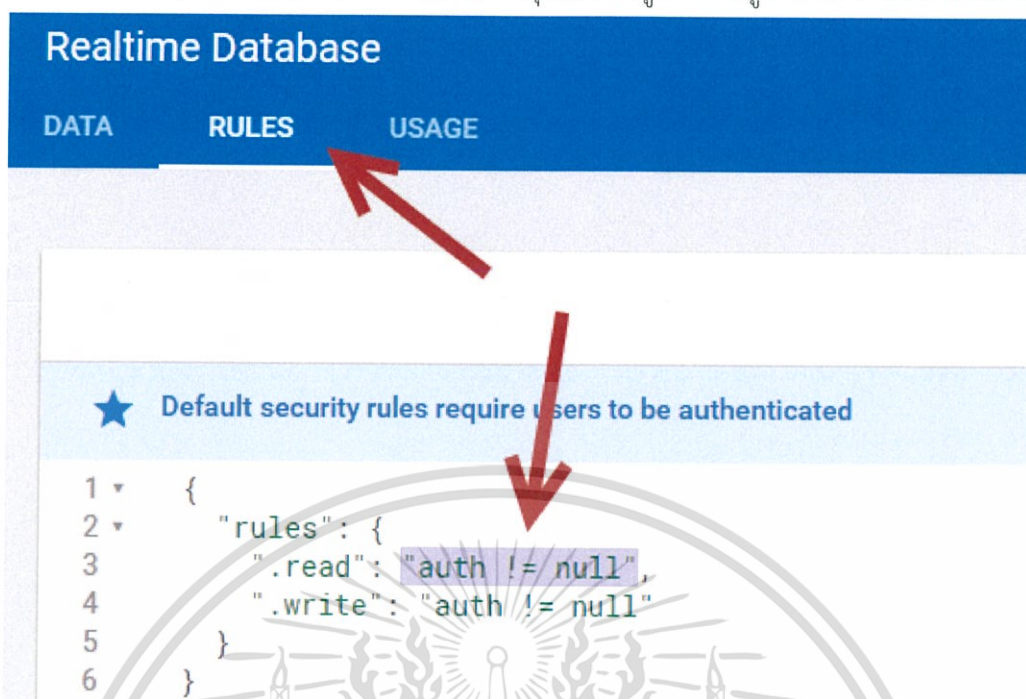 Realtime Database
DATA RULES USAGE
Default security rules require users to be authenticated
1 {
2 "rules": {
3 ".read": "auth != null",
4 ".write": "auth != null"
5 }
6 }